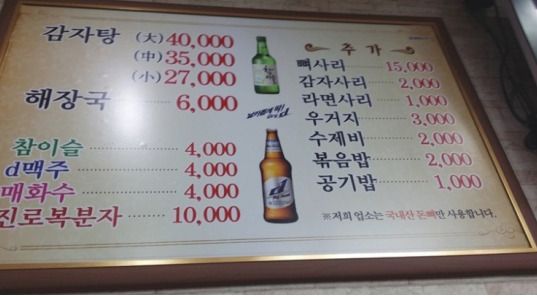 감자탕 (大) 40,000
(中) 35,000
(小) 27,000
해장국 6,000
참이슬 4,000
d맥주 4,000
매화수 4,000
진로복분자 10,000
추가
뼈사리 15,000
감자사리 2,000
라면사리 1,000
우거지 3,000
수제비 2,000
볶음밥 2,000
공기밥 1,000
※저희 업소는 국내산 돈뼈만 사용합니다.